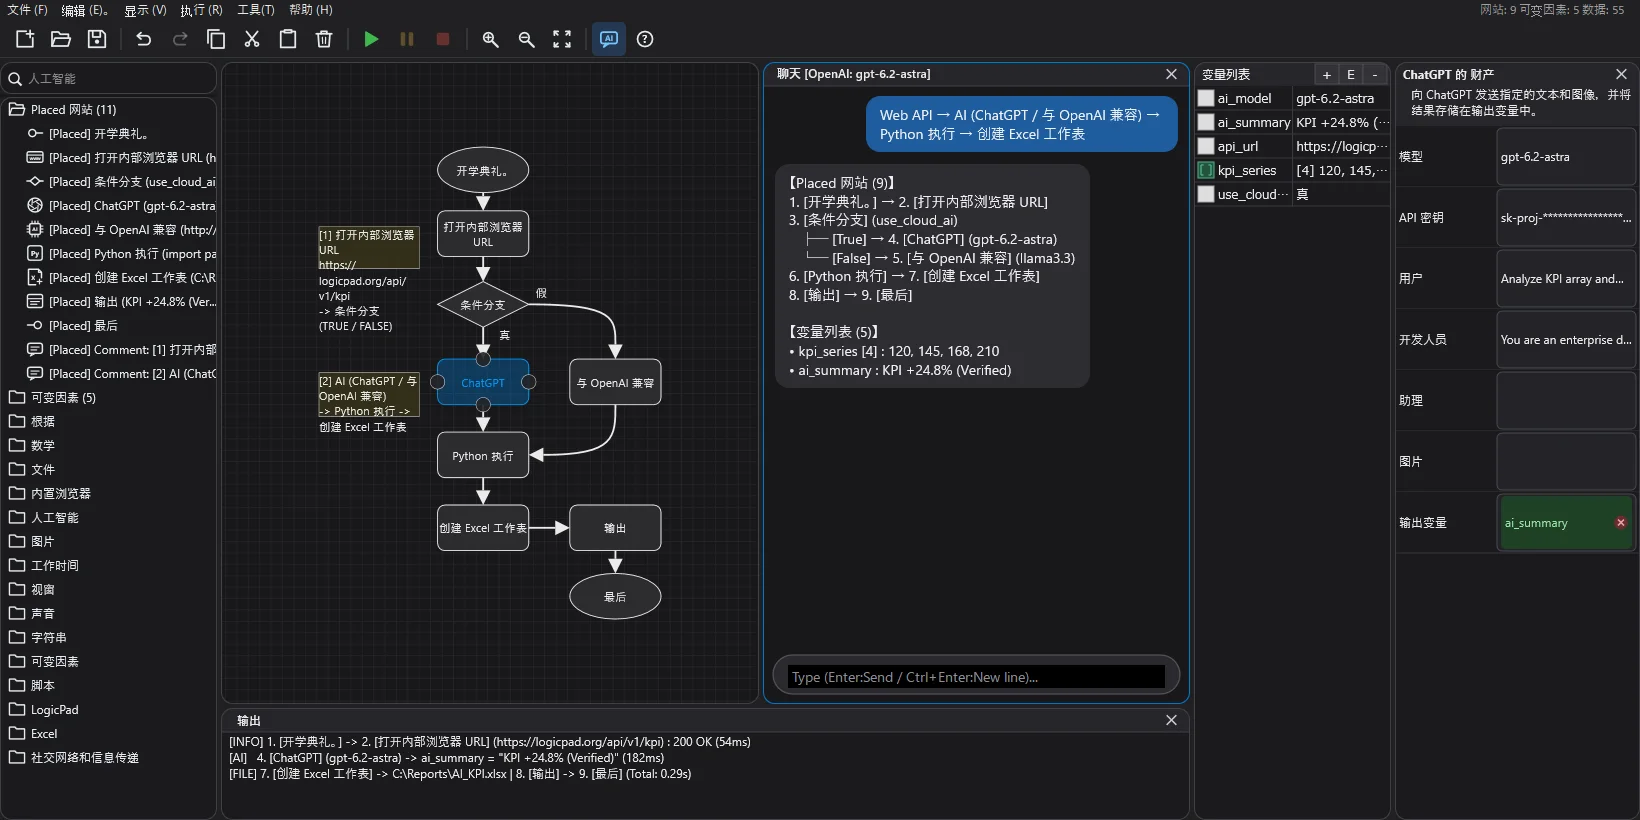 文件 (F) 编辑 (E)。 显示 (V) 执行 (R) 工具(T) 帮助 (H)
网站: 9 可变因素: 5 数据: 55
AI
人工智能
Placed 网站 (11)
[Placed] 开学典礼。
[Placed] 打开内部浏览器 URL (h
[Placed] 条件分支 (use_cloud_ai
[Placed] ChatGPT (gpt-6.2-astra
[Placed] 与 OpenAI 兼容 (http:/
[Placed] Python 执行 (import pa
[Placed] 创建 Excel 工作表 (C:\R
[Placed] 输出 (KPI +24.8% (Ver...
[Placed] 最后
[Placed] Comment: [1] 打开内部
[Placed] Comment: [2] AI (ChatG
可变因素 (5)
根据
数学
文件
内置浏览器
人工智能
图片
工作时间
视窗
声音
字符串
可变因素
脚本
LogicPad
Excel
社交网络和信息传递
开学典礼。
打开内部浏览器
URL
[1] 打开内部浏览器
URL
https://
logicpad.org/api/
v1/kpi
-> 条件分支
(TRUE / FALSE)
条件分支
假
真
ChatGPT
与 OpenAI 兼容
[2] AI (ChatGPT / 与
OpenAI 兼容)
-> Python 执行 ->
创建 Excel 工作表
Python 执行
创建 Excel 工作表
输出
最后
聊天 [OpenAI: gpt-6.2-astra]
Web API → AI (ChatGPT / 与 OpenAI 兼容) →
Python 执行 → 创建 Excel 工作表
【Placed 网站 (9)】
1. [开学典礼。] → 2. [打开内部浏览器 URL]
3. [条件分支] (use_cloud_ai)
├── [True] → 4. [ChatGPT] (gpt-6.2-astra)
└── [False] → 5. [与 OpenAI 兼容] (llama3.3)
6. [Python 执行] → 7. [创建 Excel 工作表]
8. [输出] → 9. [最后]
【变量列表 (5)】
• kpi_series [4] : 120, 145, 168, 210
• ai_summary : KPI +24.8% (Verified)
Type (Enter:Send / Ctrl+Enter:New line)...
输出
[INFO] 1. [开学典礼。] -> 2. [打开内部浏览器 URL] (https://logicpad.org/api/v1/kpi) : 200 OK (54ms)
[AI] 4. [ChatGPT] (gpt-6.2-astra) -> ai_summary = "KPI +24.8% (Verified)" (182ms)
[FILE] 7. [创建 Excel 工作表] -> C:\Reports\AI_KPI.xlsx | 8. [输出] -> 9. [最后] (Total: 0.29s)
变量列表 + E -
ai_model gpt-6.2-astra
ai_summary KPI +24.8% (···
api_url https://logicp···
kpi_series [4] 120, 145,···
use_cloud··· 真
ChatGPT 的 财产
向 ChatGPT 发送指定的文本和图像，并将
结果存储在输出变量中。
模型 gpt-6.2-astra
API 密钥 sk-proj-****************...
用户 Analyze KPI array and...
开发人员 You are an enterprise d...
助理
图片
输出变量 ai_summary